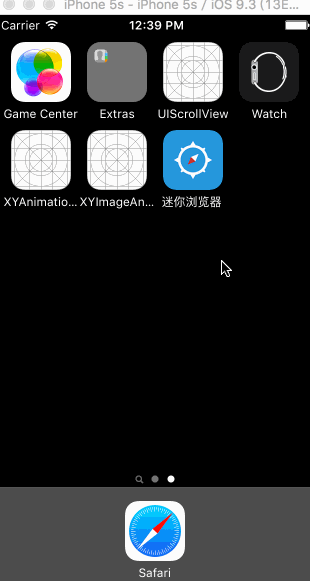 iPhone 5s - iPhone 5s / iOS 9.3 (13E...
Carrier 12:39 PM
Game Center Extras UIScrollView Watch
XYAnimatio... XYImageAn... 迷你浏览器
Safari